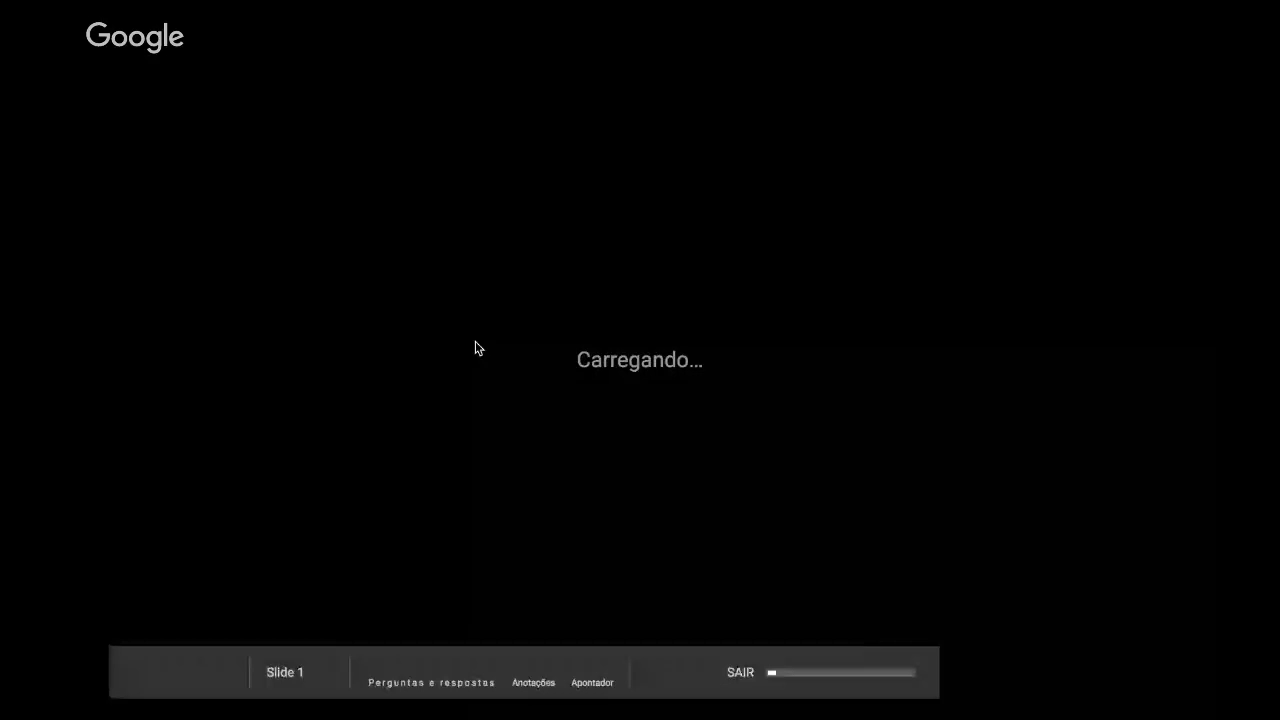 Google
Carregando...
Slide 1
Perguntas e respostas
Anotações
Apontador
SAIR